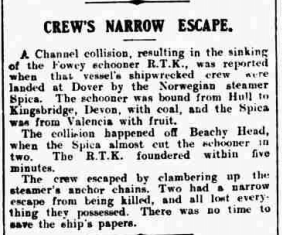 CREW'S NARROW ESCAPE.
A Channel collision, resulting in the sinking
of the Fowey schooner R.T.K., was reported
when that vessel's shipwrecked crew were
landed at Dover by the Norwegian steamer
Spica. The schooner was bound from Hull to
Kingsbridge, Devon, with coal, and the Spica
was from Valencia with fruit.
The collision happened off Beachy Head,
when the Spica almost cut the schooner in
two. The R.T.K. foundered within five
minutes.
The crew escaped by clambering up the
steamer's anchor chains. Two had a narrow
escape from being killed, and all lost every-
thing they possessed. There was no time to
save the ship's papers.